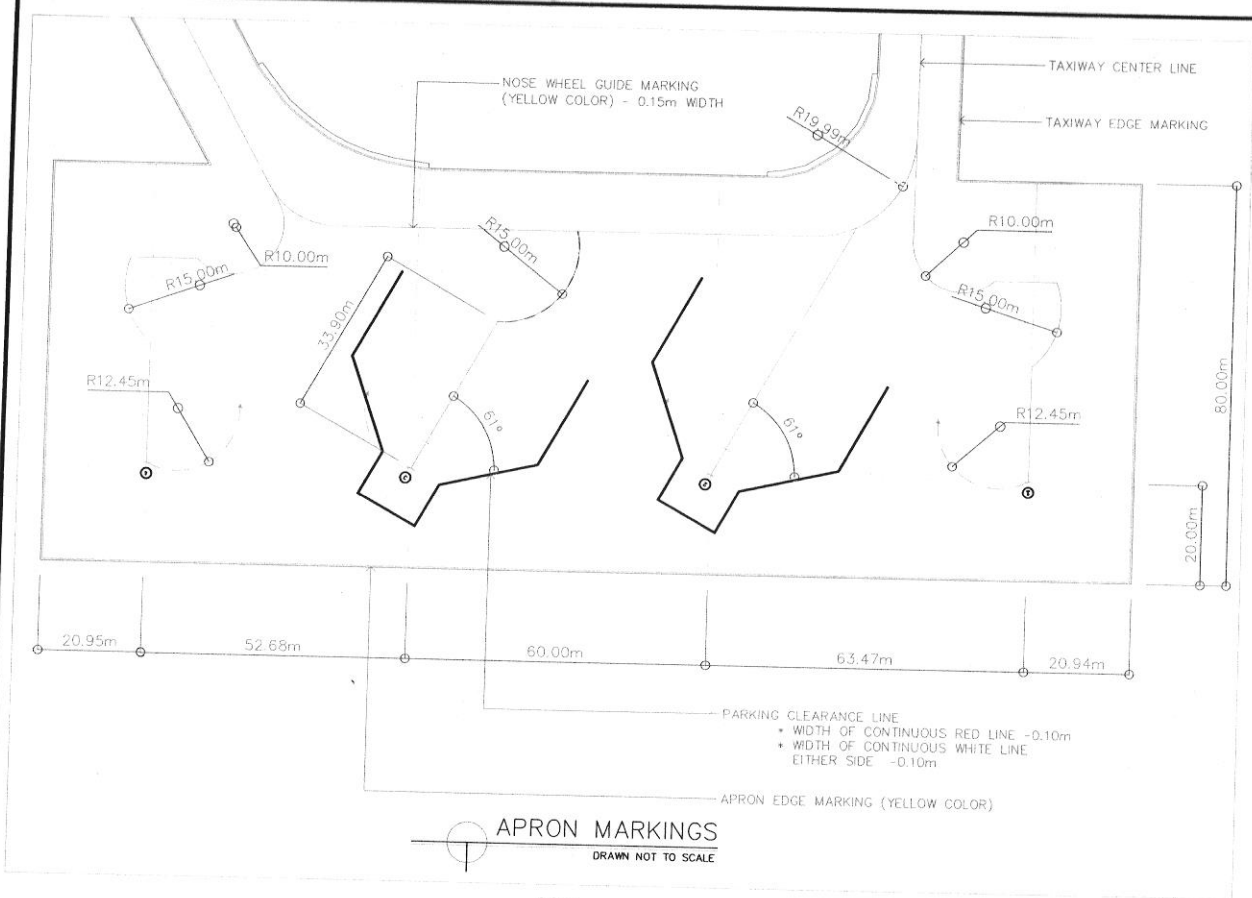 NOSE WHEEL GUIDE MARKING
(YELLOW COLOR) - 0.15m WIDTH
TAXIWAY CENTER LINE
TAXIWAY EDGE MARKING
R19.99m
R10.00m
R15.00m
R10.00m
R15.00m
R15.00m
33.90m
R12.45m
61°
61°
R12.45m
80.00m
20.00m
20.95m
52.68m
60.00m
63.47m
20.94m
PARKING CLEARANCE LINE
* WIDTH OF CONTINUOUS RED LINE -0.10m
* WIDTH OF CONTINUOUS WHITE LINE
EITHER SIDE -0.10m
APRON EDGE MARKING (YELLOW COLOR)
APRON MARKINGS
DRAWN NOT TO SCALE